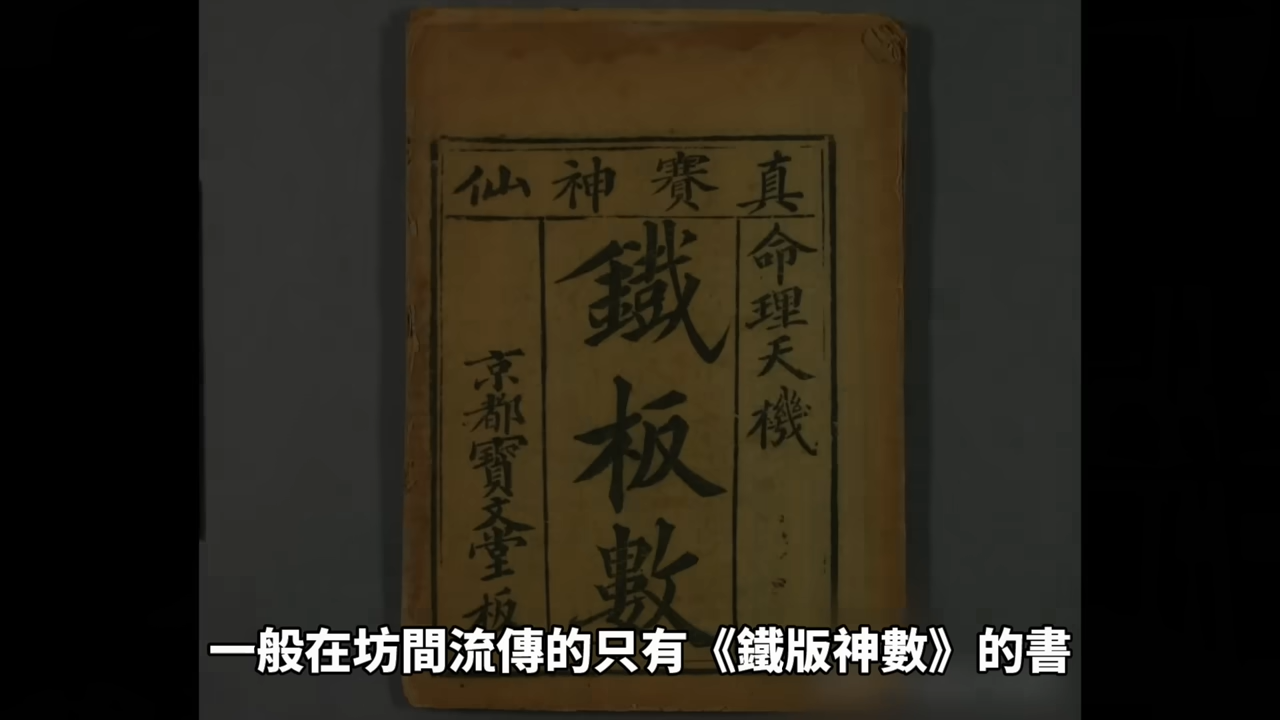 真賽神仙
命理天機
鐵板數
京都寶文堂板
一般在坊間流傳的只有《鐵版神數》的書